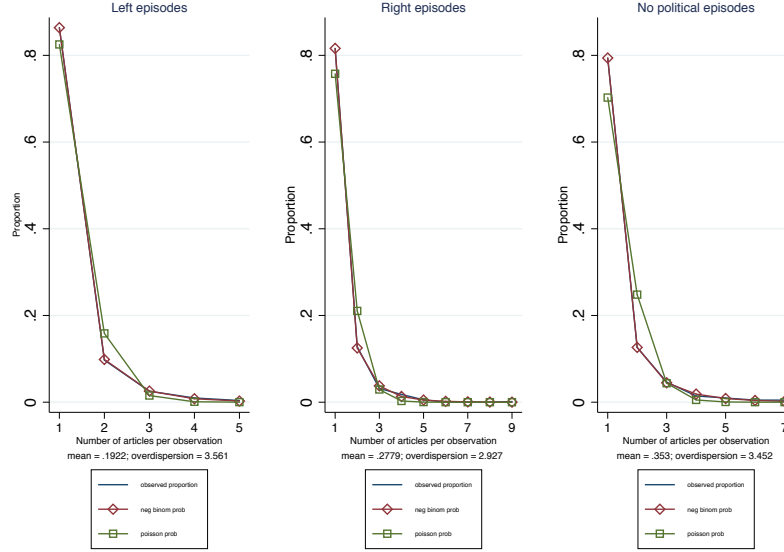 Left episodes
Proportion
.8
.6
.4
.2
0
1 2 3 4 5
Number of articles per observation
mean = .1922; overdispersion = 3.561
observed proportion
neg binom prob
poisson prob
Right episodes
Proportion
.8
.6
.4
.2
0
1 3 5 7 9
Number of articles per observation
mean = .2779; overdispersion = 2.927
observed proportion
neg binom prob
poisson prob
No political episodes
Proportion
.8
.6
.4
.2
0
1 3 5 7
Number of articles per observation
mean = .353; overdispersion = 3.452
observed proportion
neg binom prob
poisson prob